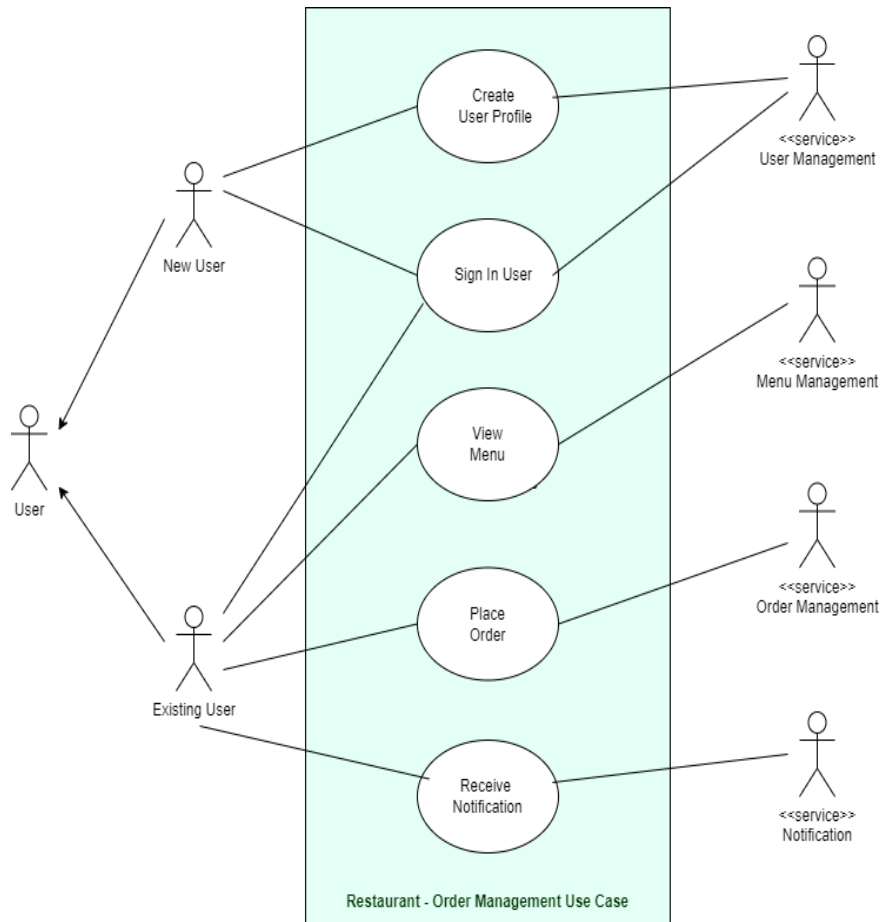 Create
User Profile
<<service>>
User Management
New User
Sign In User
<<service>>
Menu Management
View
Menu
User
<<service>>
Order Management
Place
Order
Existing User
Receive
Notification
<<service>>
Notification
Restaurant - Order Management Use Case